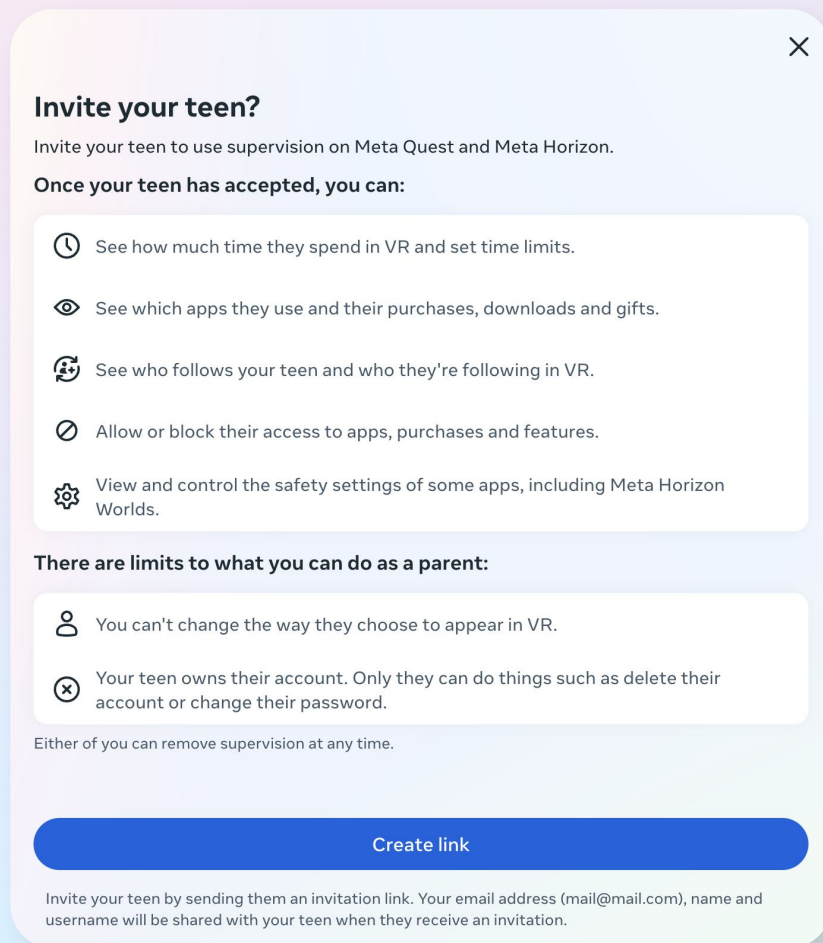 Invite your teen?
Invite your teen to use supervision on Meta Quest and Meta Horizon.
Once your teen has accepted, you can:
See how much time they spend in VR and set time limits.
See which apps they use and their purchases, downloads and gifts.
See who follows your teen and who they're following in VR.
Allow or block their access to apps, purchases and features.
View and control the safety settings of some apps, including Meta Horizon
Worlds.
There are limits to what you can do as a parent:
You can't change the way they choose to appear in VR.
Your teen owns their account. Only they can do things such as delete their
account or change their password.
Either of you can remove supervision at any time.
Create link
Invite your teen by sending them an invitation link. Your email address (mail@mail.com), name and
username will be shared with your teen when they receive an invitation.